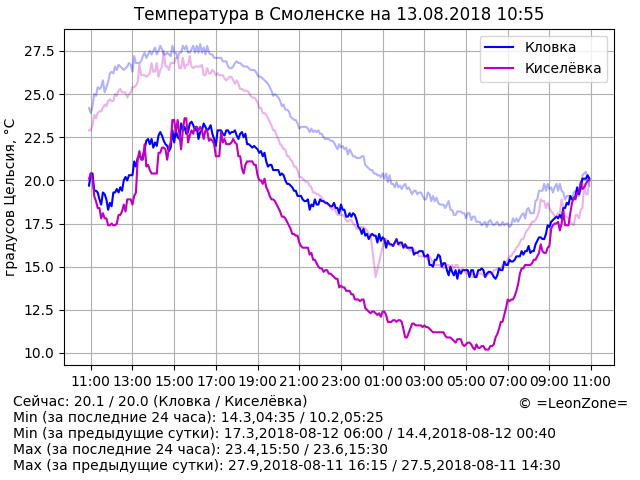 Температура в Смоленске на 13.08.2018 10:55
градусов Цельсия, °C
27.5
25.0
22.5
20.0
17.5
15.0
12.5
10.0
Кловка
Киселёвка
11:00 13:00 15:00 17:00 19:00 21:00 23:00 01:00 03:00 05:00 07:00 09:00 11:00
Сейчас: 20.1 / 20.0 (Кловка / Киселёвка)
© =LeonZone=
Min (за последние 24 часа): 14.3,04:35 / 10.2,05:25
Min (за предыдущие сутки): 17.3,2018-08-12 06:00 / 14.4,2018-08-12 00:40
Max (за последние 24 часа): 23.4,15:50 / 23.6,15:30
Max (за предыдущие сутки): 27.9,2018-08-11 16:15 / 27.5,2018-08-11 14:30